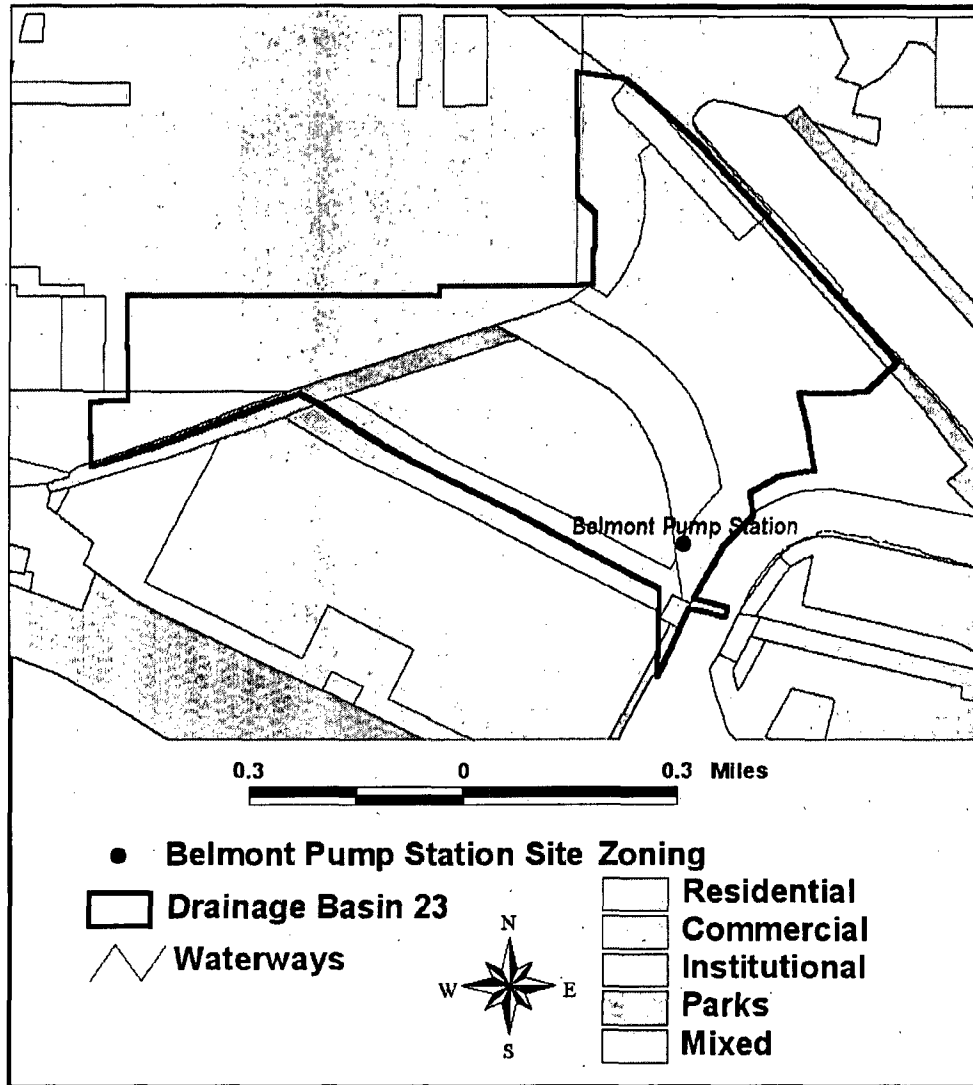 Belmont Pump Station
0.3 0 0.3 Miles
Belmont Pump Station Site
Drainage Basin 23
Waterways
N
W E
S
Zoning
Residential
Commercial
Institutional
Parks
Mixed